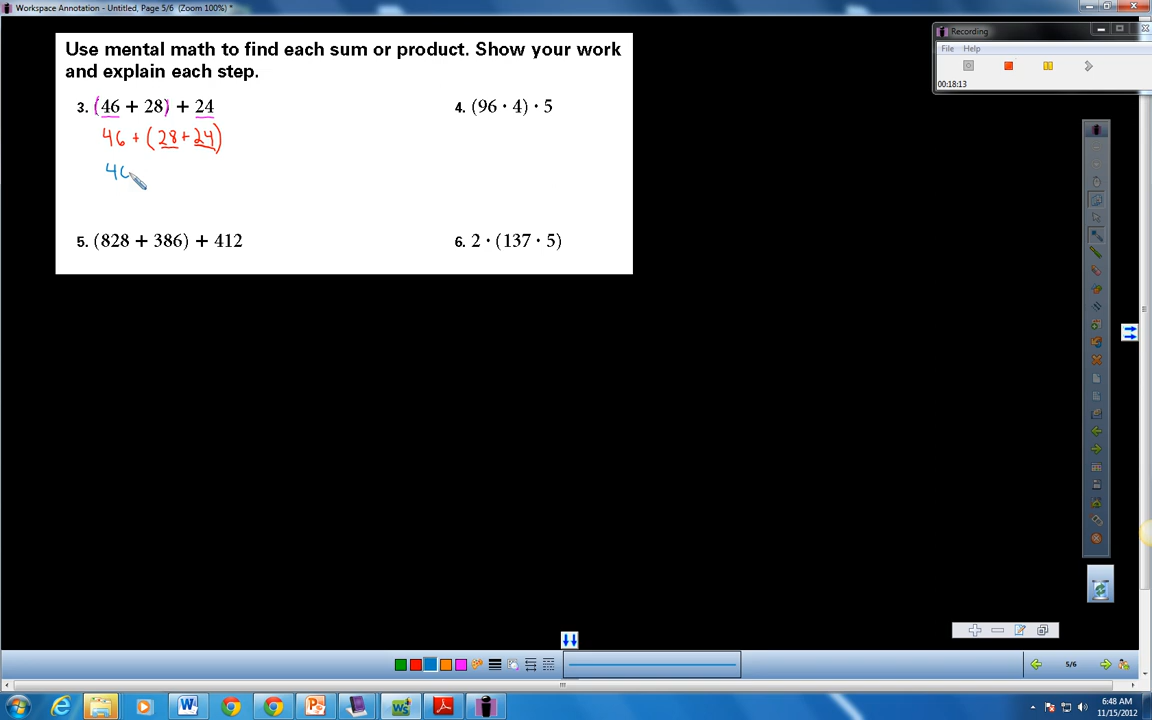 Workspace Annotation - Untitled, Page 5/6 (Zoom 100%) *
Recording
File Help
00:18:13
Use mental math to find each sum or product. Show your work
and explain each step.
3. (46 + 28) + 24
46 + (28 + 24)
4. (96 · 4) · 5
5. (828 + 386) + 412
6. 2 · (137 · 5)
5/6
6:48 AM
11/15/2012